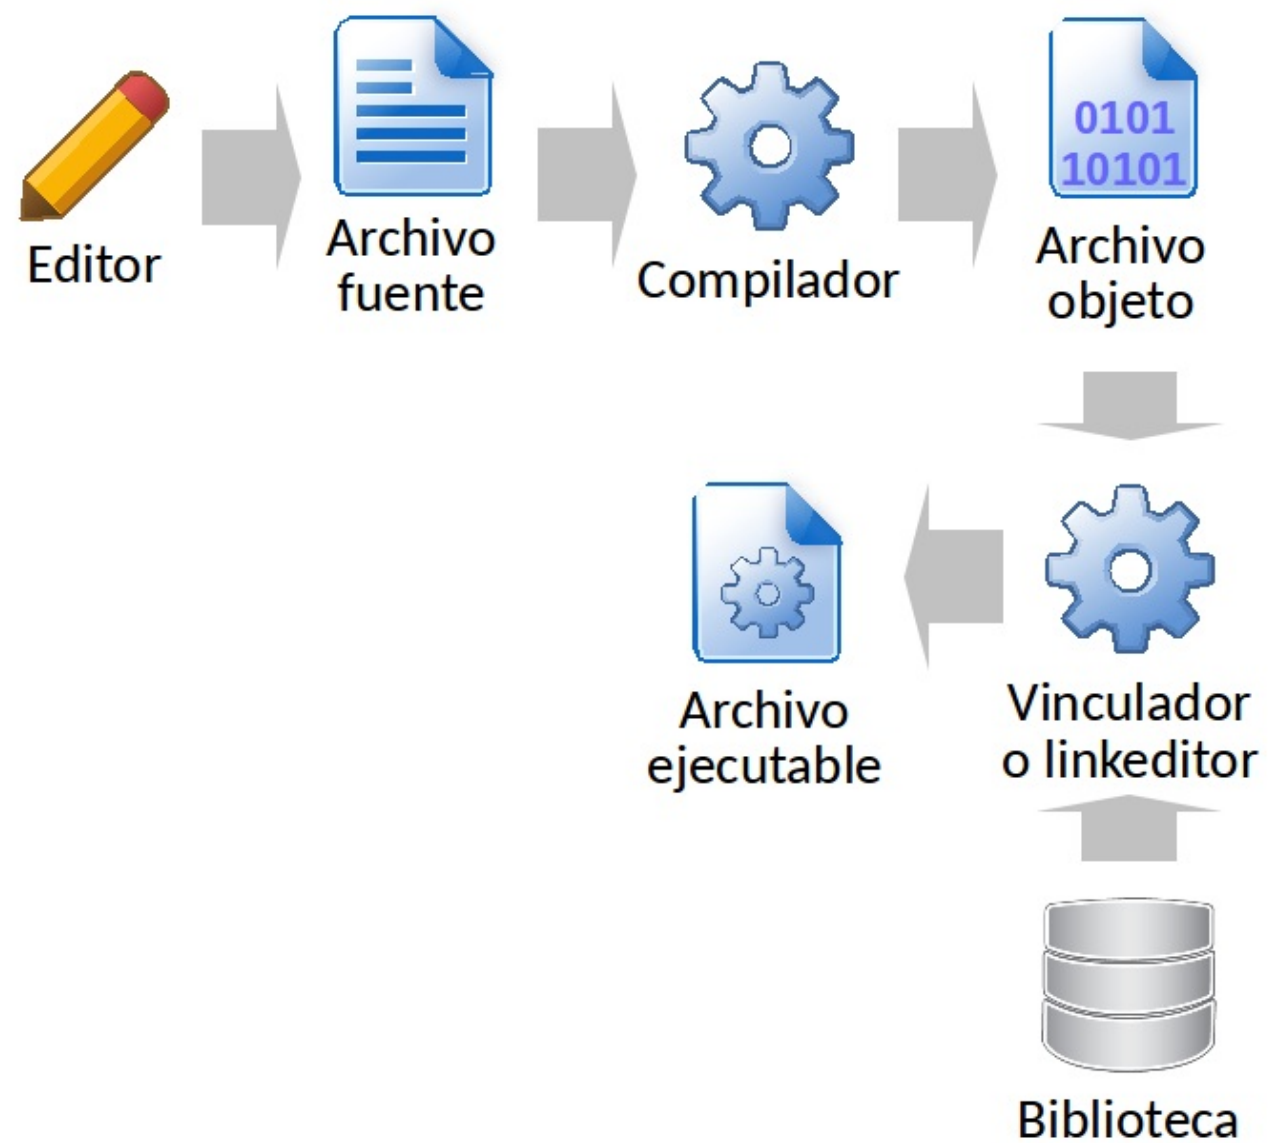 Editor
Archivo
fuente
Compilador
0101
10101
Archivo
objeto
Archivo
ejecutable
Vinculador
o linkeditor
Biblioteca